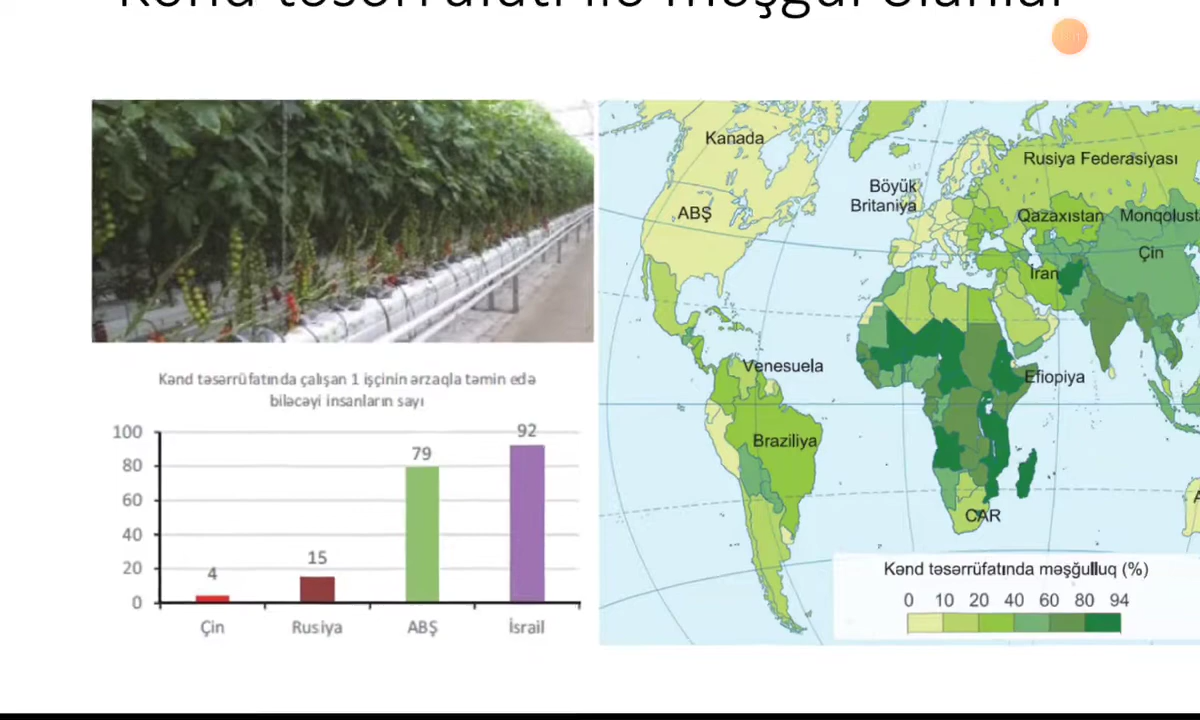 Kənd təsərrüfatı ilə məşğul olanlar
Kanada
Rusiya Federasiyası
Böyük
Britaniya
ABŞ
Qazaxıstan
Monqolust
Çin
İran
Venesuela
Efiopiya
Braziliya
CAR
A
Kənd təsərrüfatında məşğulluq (%)
0 10 20 40 60 80 94
Kənd təsərrüfatında çalışan 1 işçinin ərzaqla təmin edə
biləcəyi insanların sayı
100
80
60
40
20
0
4
15
79
92
Çin Rusiya ABŞ İsrail